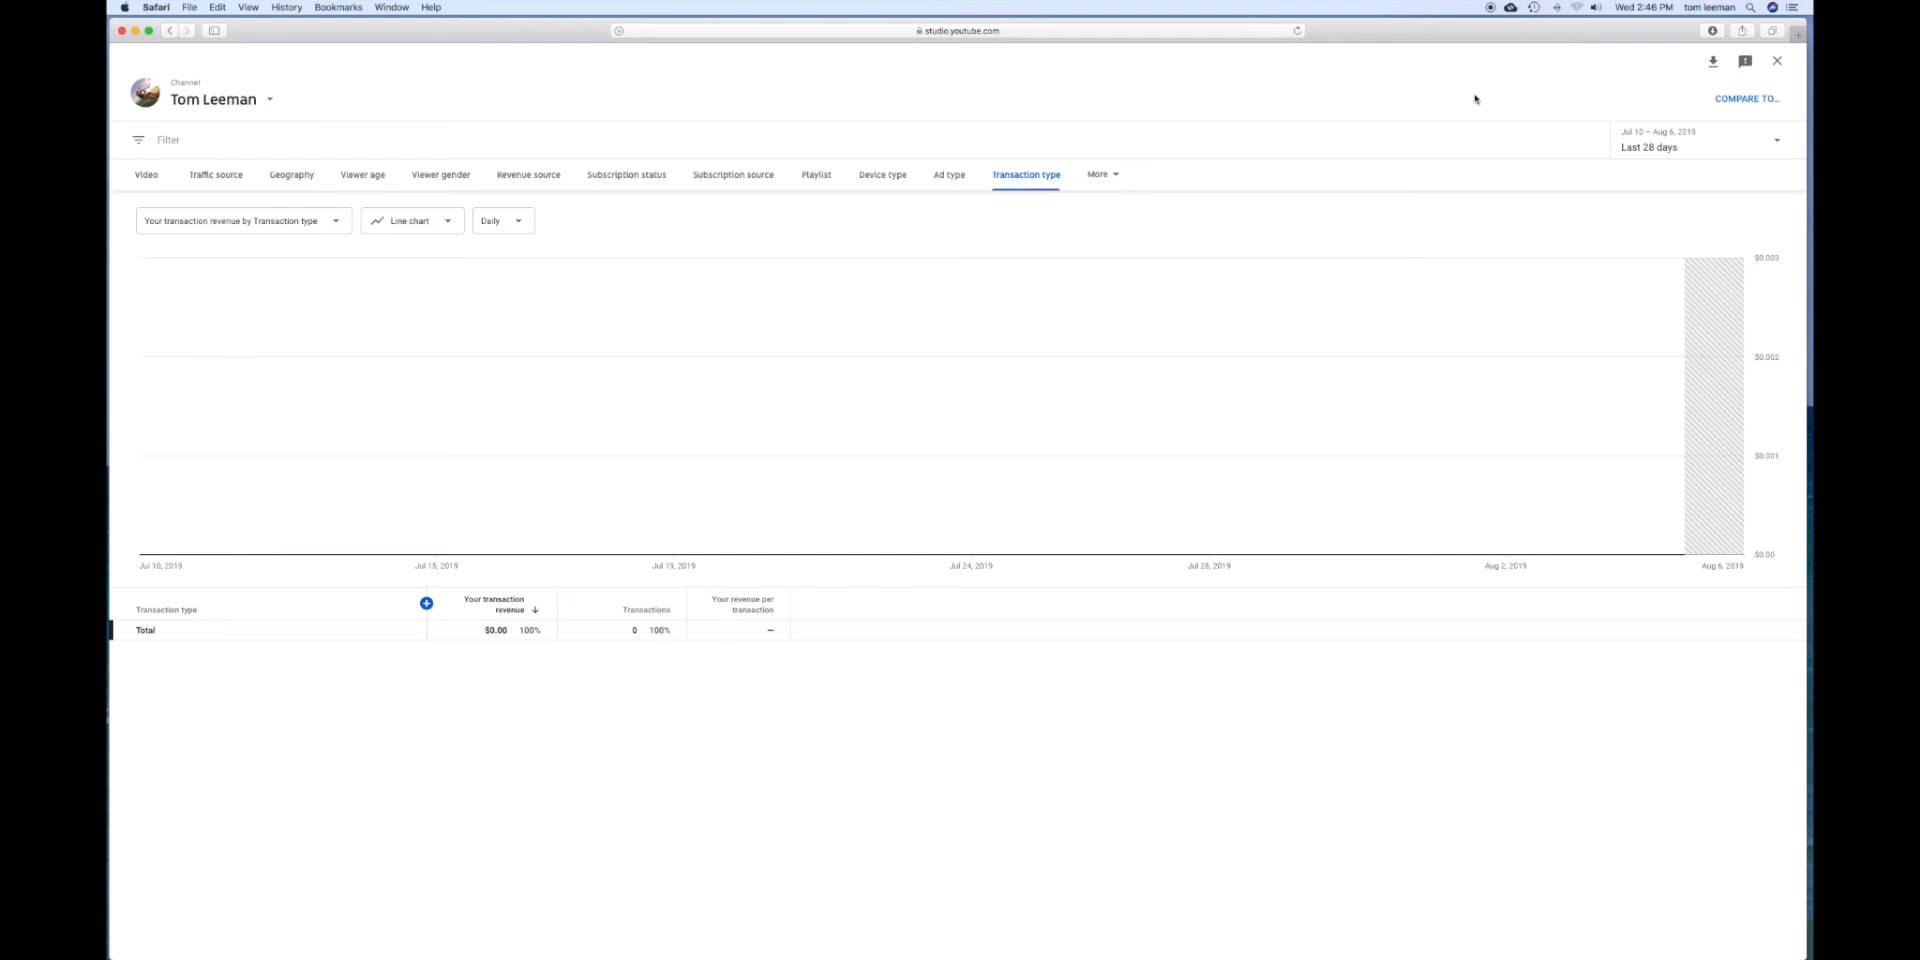 Safari File Edit View History Bookmarks Window Help Wed 2:46 PM tom leeman
studio.youtube.com
Channel
Tom Leeman
COMPARE TO...
Filter
Jul 10 – Aug 6, 2019
Last 28 days
Video Traffic source Geography Viewer age Viewer gender Revenue source Subscription status Subscription source Playlist Device type Ad type Transaction type More
Your transaction revenue by Transaction type Line chart Daily
$0.003
$0.002
$0.001
$0.00
Jul 10, 2019 Jul 15, 2019 Jul 19, 2019 Jul 24, 2019 Jul 28, 2019 Aug 2, 2019 Aug 6, 2019
Transaction type Your transaction revenue Transactions Your revenue per transaction
Total $0.00 100% 0 100% —